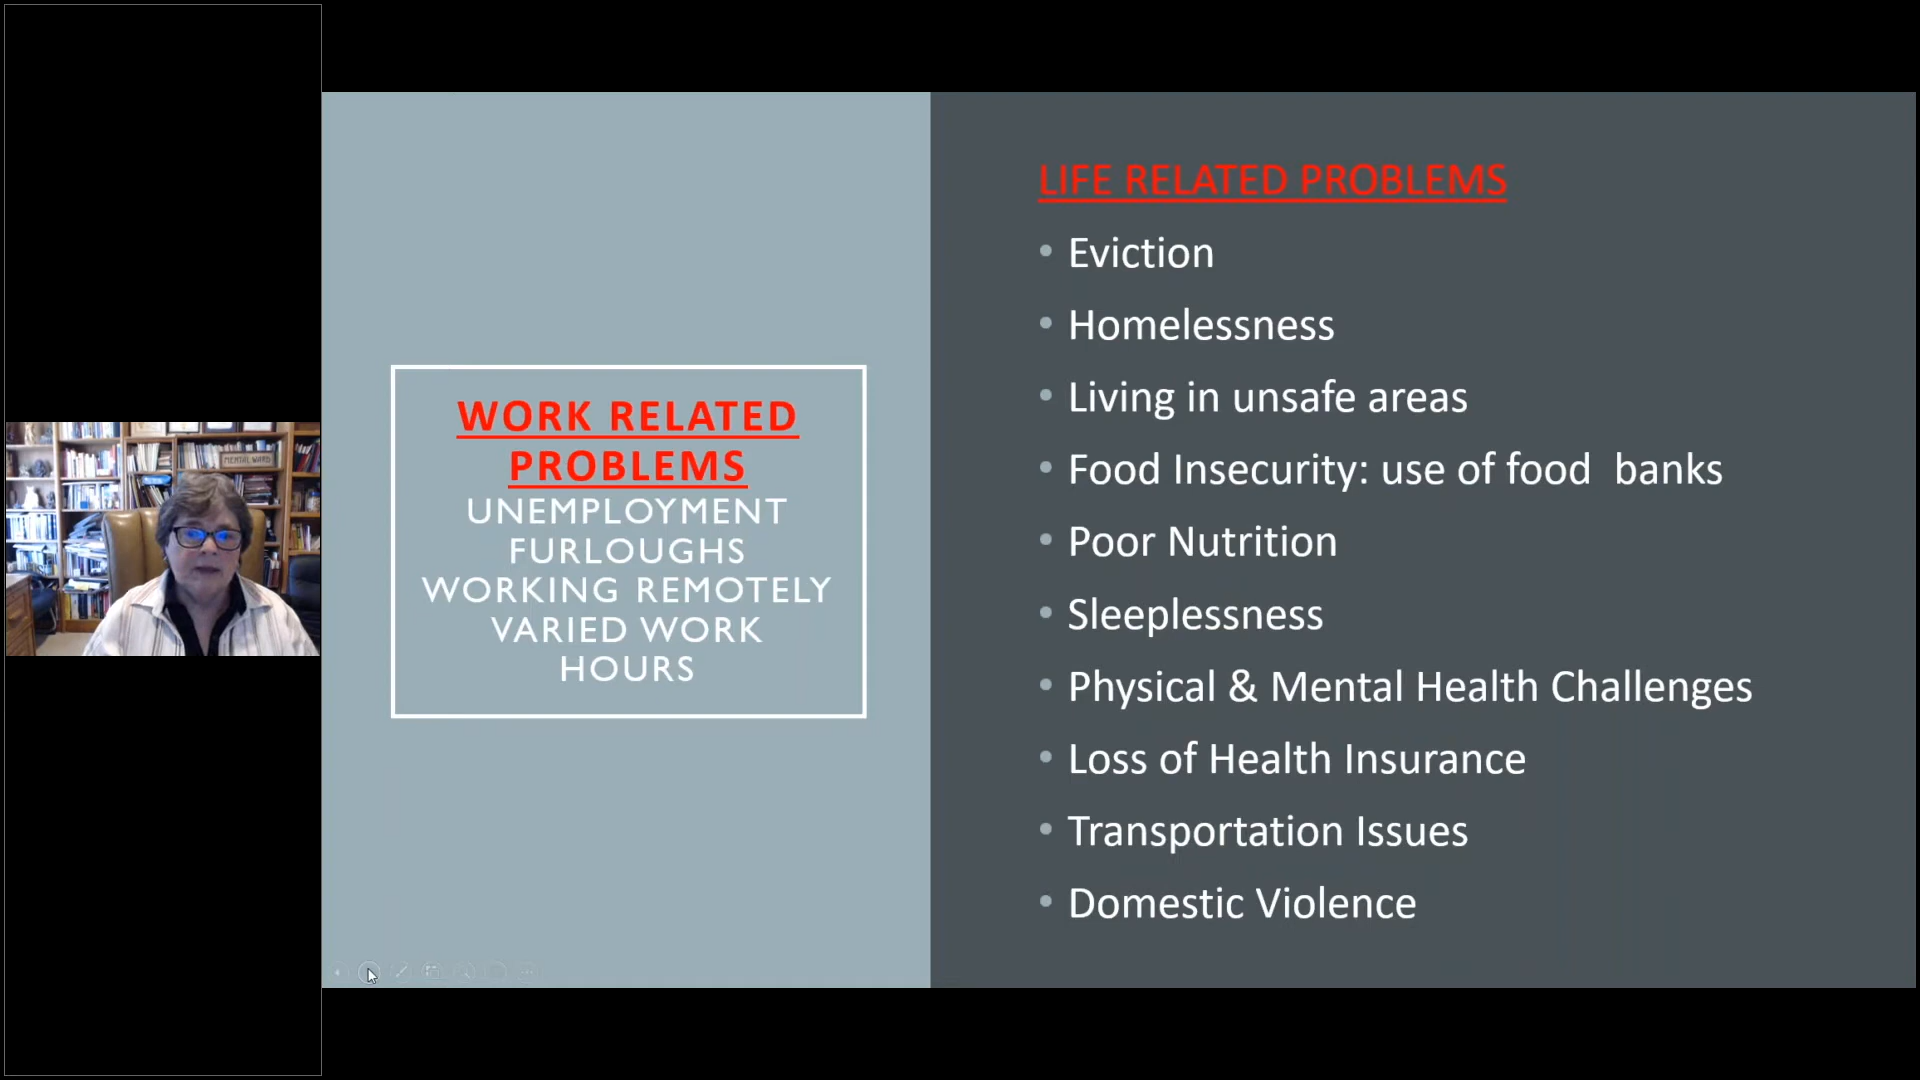 MENTAL WARD
WORK RELATED
PROBLEMS
UNEMPLOYMENT
FURLOUGHS
WORKING REMOTELY
VARIED WORK
HOURS
LIFE RELATED PROBLEMS
• Eviction
• Homelessness
• Living in unsafe areas
• Food Insecurity: use of food  banks
• Poor Nutrition
• Sleeplessness
• Physical & Mental Health Challenges
• Loss of Health Insurance
• Transportation Issues
• Domestic Violence